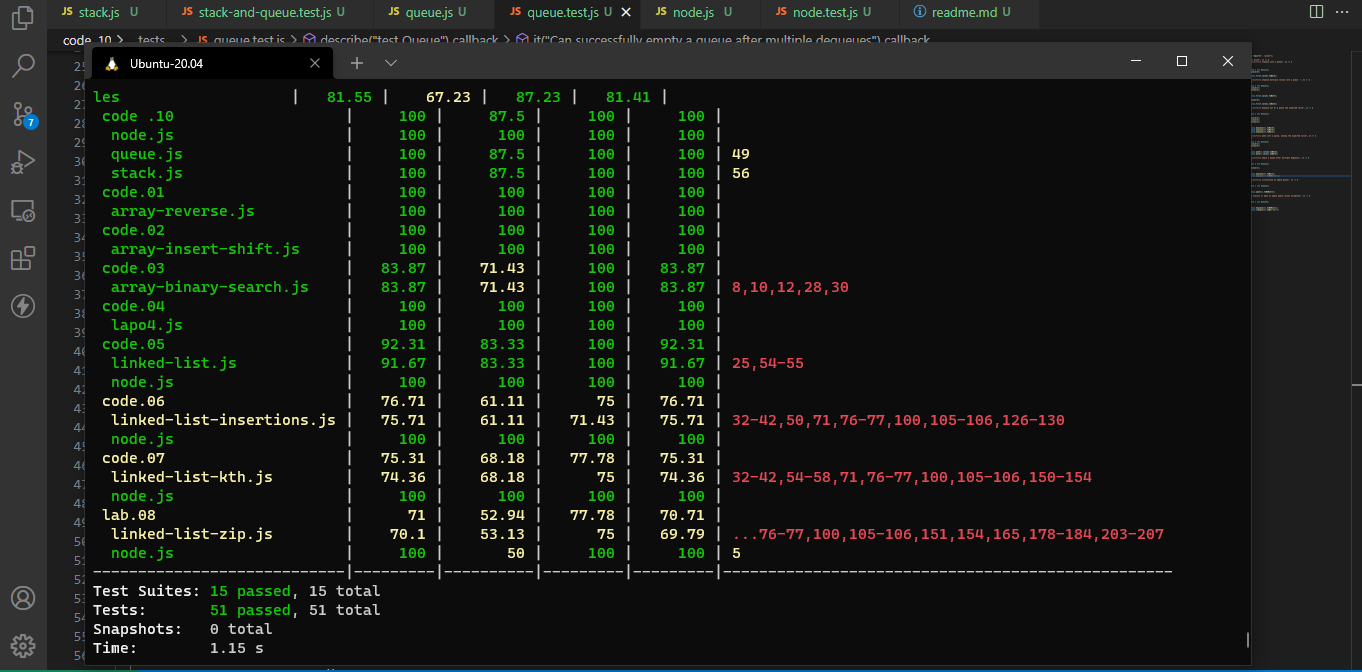 JS stack.js U JS stack-and-queue.test.js U JS queue.js U JS queue.test.js U JS node.js U JS node.test.js U readme.md U
code .10 > __tests__ > JS queue.test.js > describe("test Queue") callback > it("Can successfully empty a queue after multiple dequeues") callback
Ubuntu-20.04
les | 81.55 | 67.23 | 87.23 | 81.41 |
code .10 | 100 | 87.5 | 100 | 100 |
node.js | 100 | 100 | 100 | 100 |
queue.js | 100 | 87.5 | 100 | 100 | 49
stack.js | 100 | 87.5 | 100 | 100 | 56
code.01 | 100 | 100 | 100 | 100 |
array-reverse.js | 100 | 100 | 100 | 100 |
code.02 | 100 | 100 | 100 | 100 |
array-insert-shift.js | 100 | 100 | 100 | 100 |
code.03 | 83.87 | 71.43 | 100 | 83.87 |
array-binary-search.js | 83.87 | 71.43 | 100 | 83.87 | 8,10,12,28,30
code.04 | 100 | 100 | 100 | 100 |
lapo4.js | 100 | 100 | 100 | 100 |
code.05 | 92.31 | 83.33 | 100 | 92.31 |
linked-list.js | 91.67 | 83.33 | 100 | 91.67 | 25,54-55
node.js | 100 | 100 | 100 | 100 |
code.06 | 76.71 | 61.11 | 75 | 76.71 |
linked-list-insertions.js | 75.71 | 61.11 | 71.43 | 75.71 | 32-42,50,71,76-77,100,105-106,126-130
node.js | 100 | 100 | 100 | 100 |
code.07 | 75.31 | 68.18 | 77.78 | 75.31 |
linked-list-kth.js | 74.36 | 68.18 | 75 | 74.36 | 32-42,54-58,71,76-77,100,105-106,150-154
node.js | 100 | 100 | 100 | 100 |
lab.08 | 71 | 52.94 | 77.78 | 70.71 |
linked-list-zip.js | 70.1 | 53.13 | 75 | 69.79 | ...76-77,100,105-106,151,154,165,178-184,203-207
node.js | 100 | 50 | 100 | 100 | 5
---------------------------|---------|----------|---------|---------|--------------------------------------------------
Test Suites: 15 passed, 15 total
Tests: 51 passed, 51 total
Snapshots: 0 total
Time: 1.15 s
7